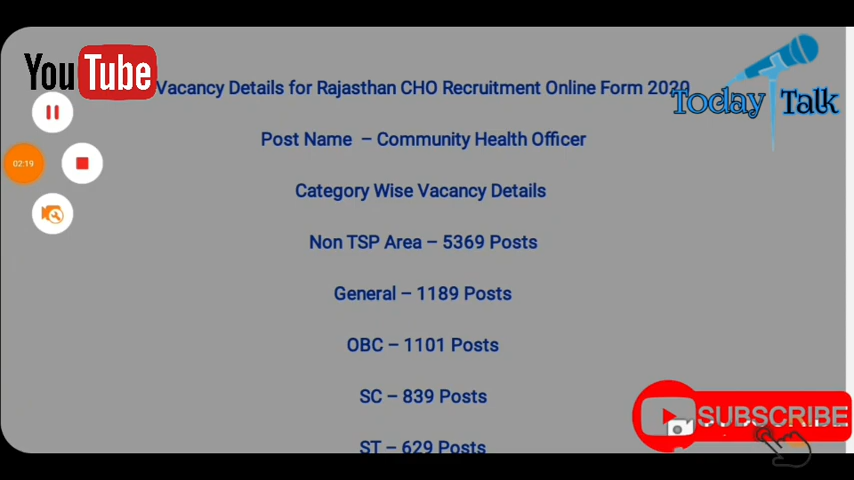 YouTube
Vacancy Details for Rajasthan CHO Recruitment Online Form 2020
Today Talk
Post Name – Community Health Officer
02:19
Category Wise Vacancy Details
Non TSP Area – 5369 Posts
General – 1189 Posts
OBC – 1101 Posts
SC – 839 Posts
SUBSCRIBE
ST – 629 Posts